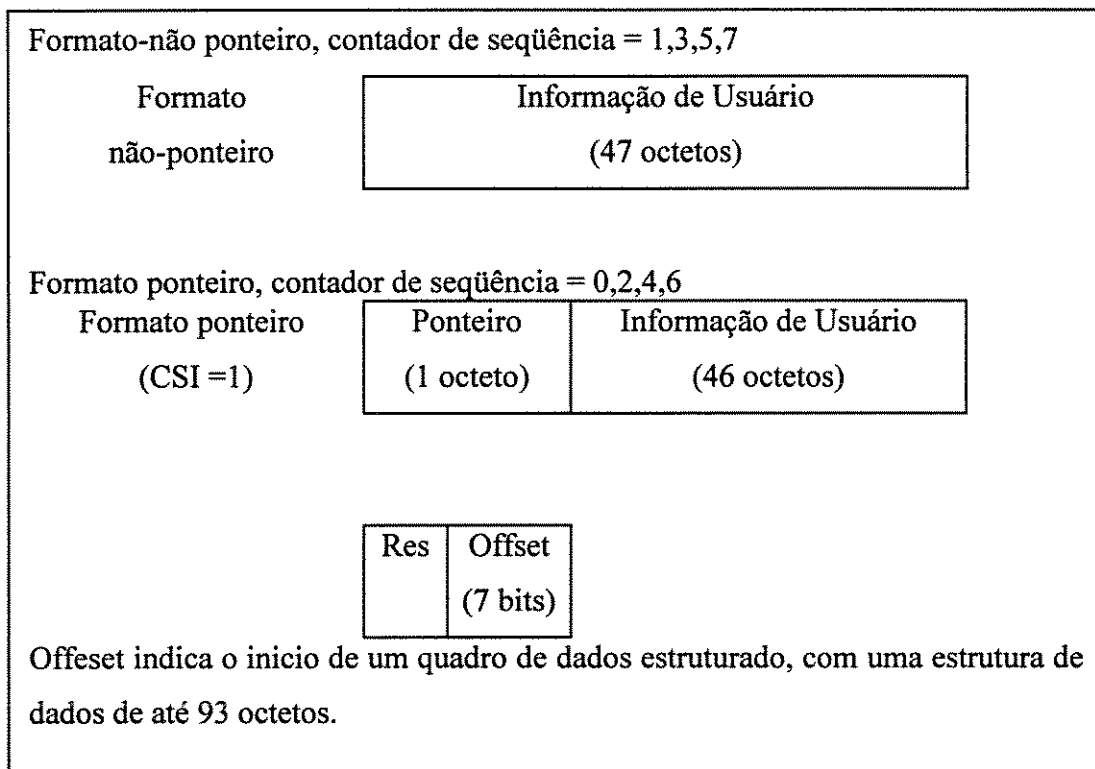 Formato-não ponteiro, contador de seqüência = 1,3,5,7
Formato Informação de Usuário
não-ponteiro (47 octetos)
Formato ponteiro, contador de seqüência = 0,2,4,6
Formato ponteiro Ponteiro Informação de Usuário
(CSI =1) (1 octeto) (46 octetos)
Res Offset
(7 bits)
Offeset indica o inicio de um quadro de dados estruturado, com uma estrutura de
dados de até 93 octetos.